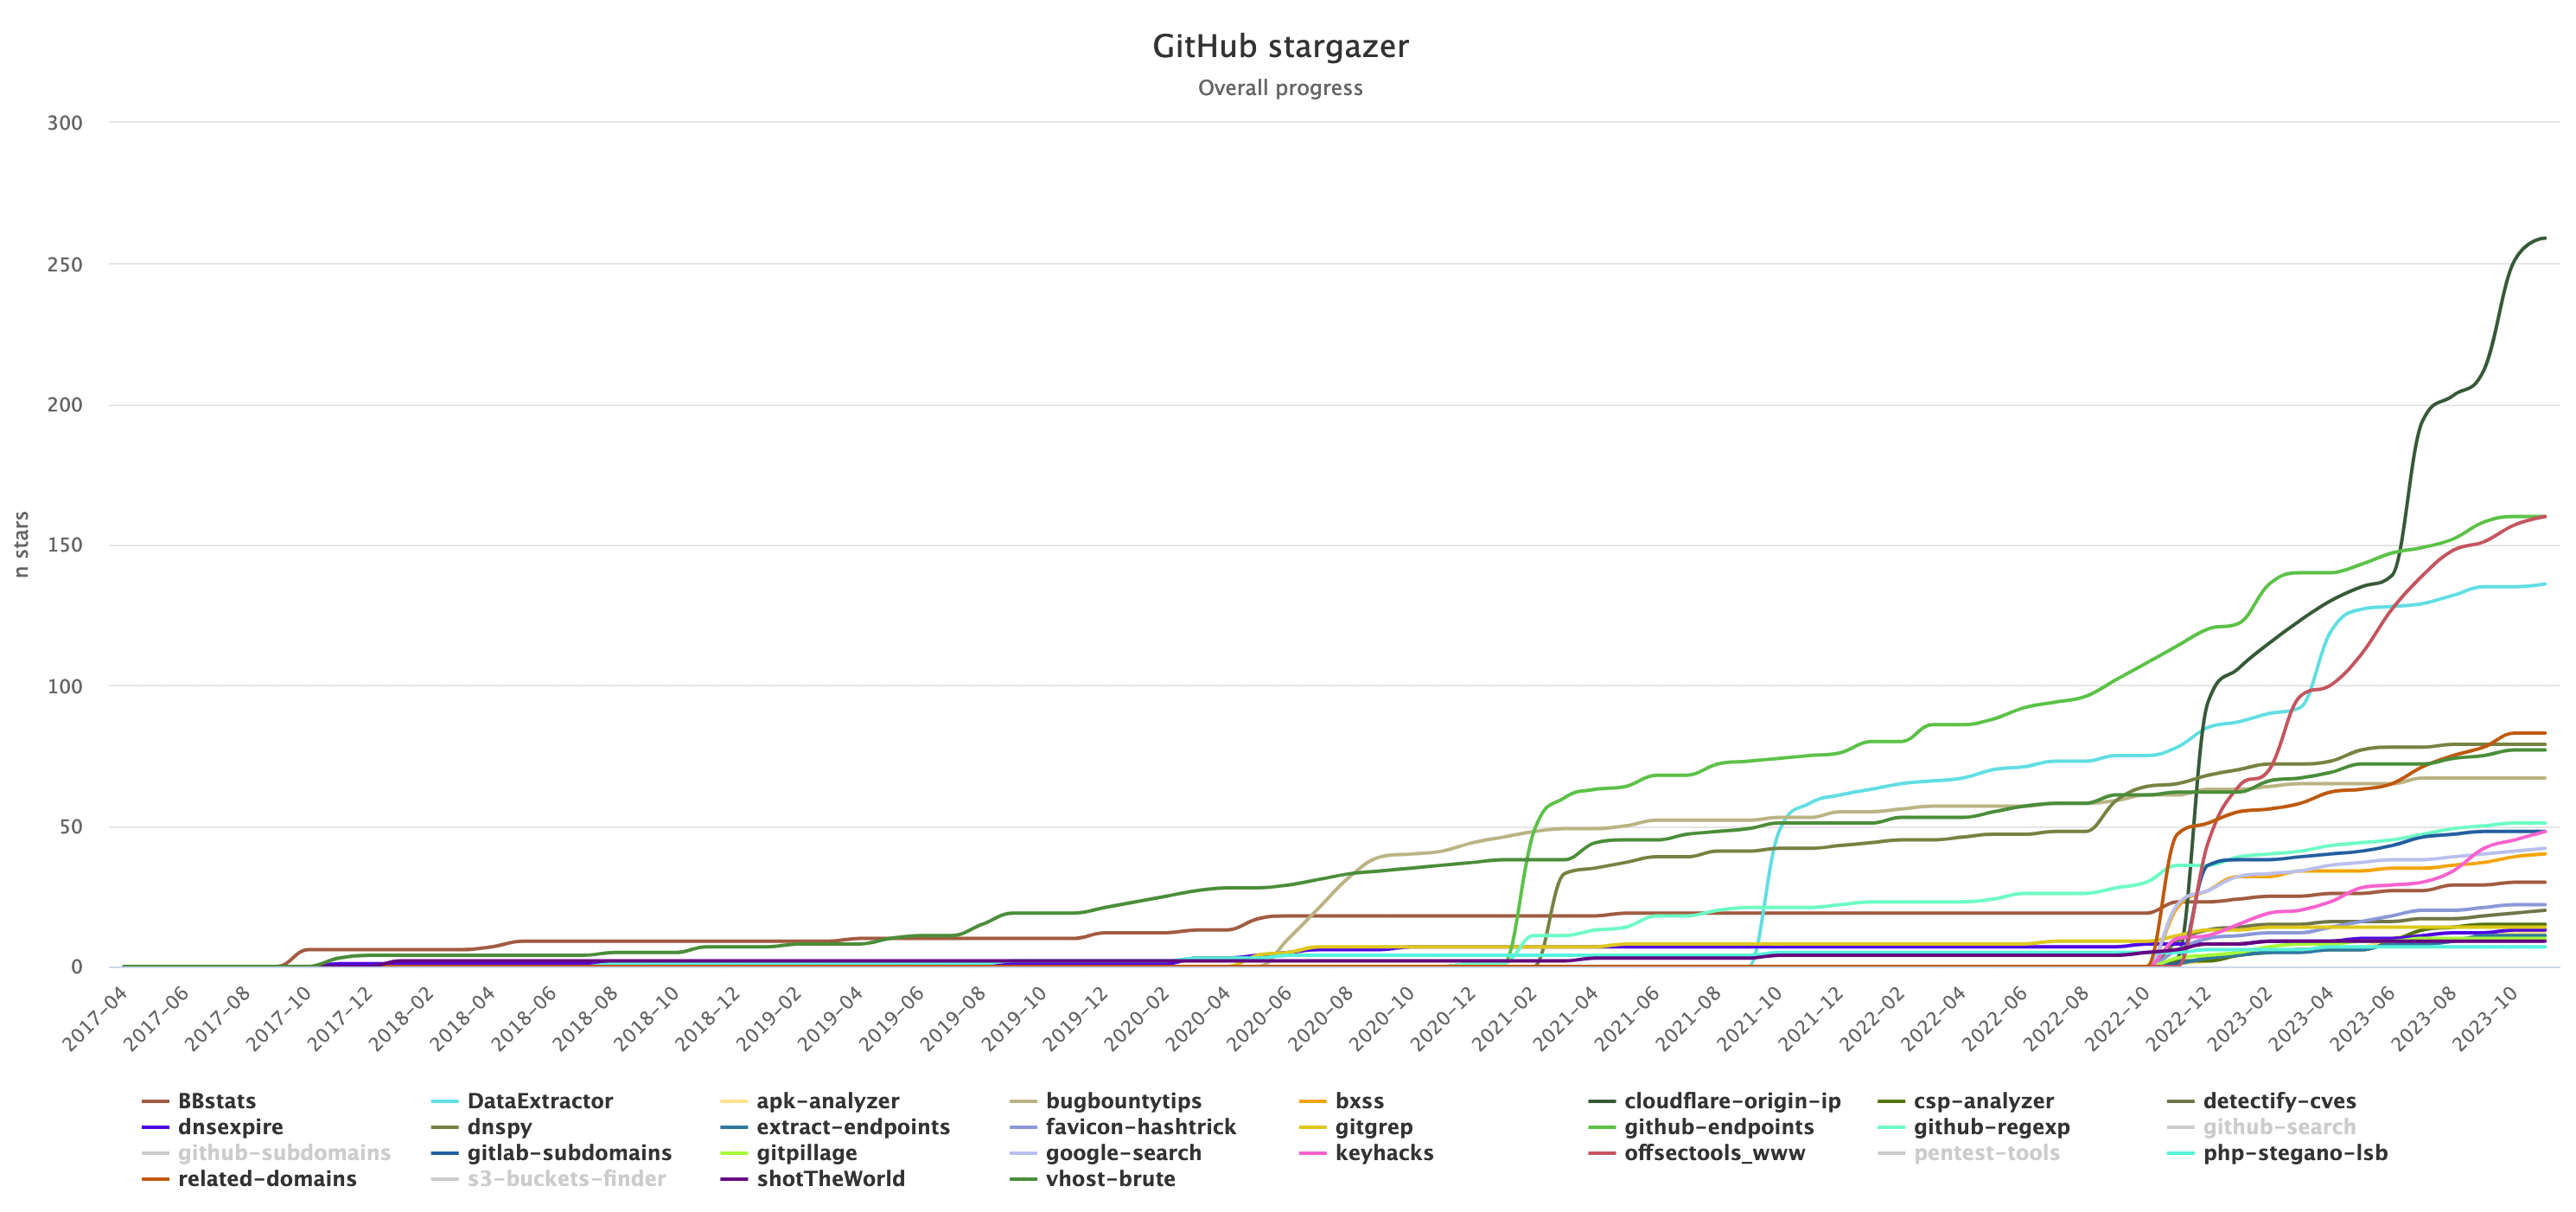 GitHub stargazer
Overall progress
n stars
300
250
200
150
100
50
0
2017-04 2017-06 2017-08 2017-10 2017-12 2018-02 2018-04 2018-06 2018-08 2018-10 2018-12 2019-02 2019-04 2019-06 2019-08 2019-10 2019-12 2020-02 2020-04 2020-06 2020-08 2020-10 2020-12 2021-02 2021-04 2021-06 2021-08 2021-10 2021-12 2022-02 2022-04 2022-06 2022-08 2022-10 2022-12 2023-02 2023-04 2023-06 2023-08 2023-10
BBstats DataExtractor apk-analyzer bugbountytips bxss cloudflare-origin-ip csp-analyzer detectify-cves
dnsexpire dnspy extract-endpoints favicon-hashtrick gitgrep github-endpoints github-regexp github-search
github-subdomains gitlab-subdomains gitpillage google-search keyhacks offsectools_www pentest-tools php-stegano-lsb
related-domains s3-buckets-finder shotTheWorld vhost-brute